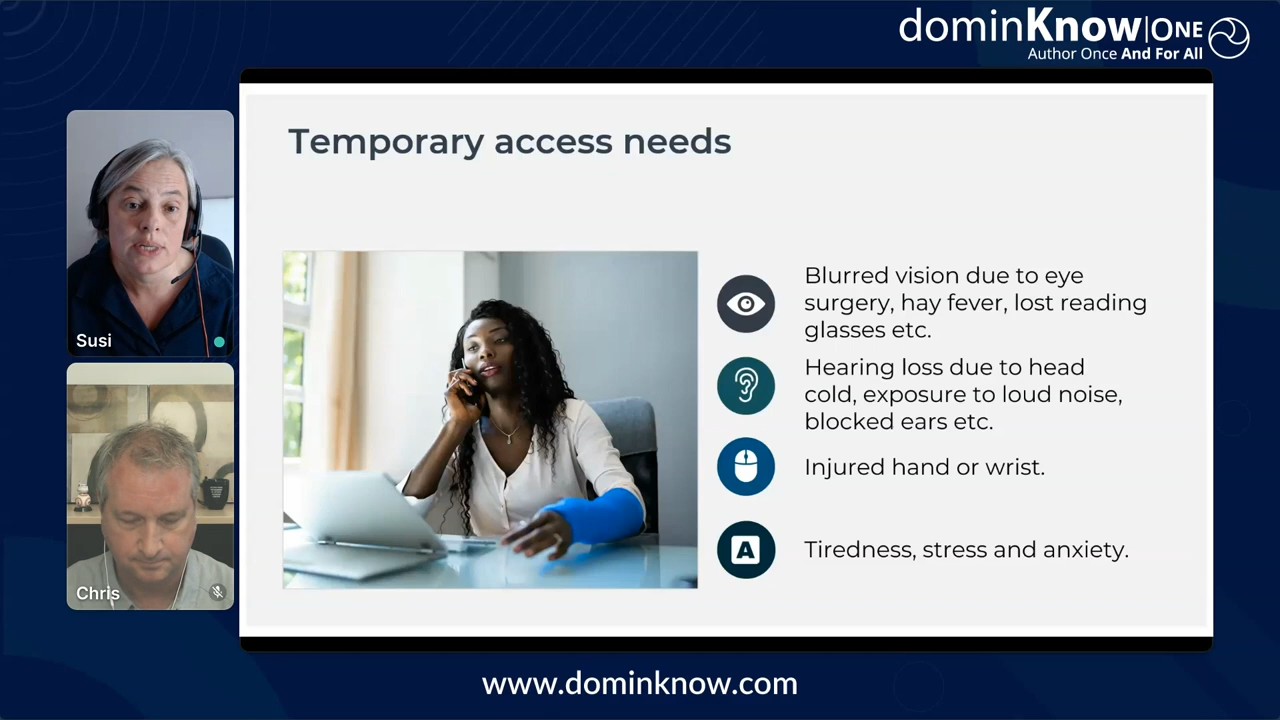 dominKnow|ONE
Author Once And For All
Temporary access needs
Blurred vision due to eye
surgery, hay fever, lost reading
glasses etc.
Hearing loss due to head
cold, exposure to loud noise,
blocked ears etc.
Injured hand or wrist.
A
Tiredness, stress and anxiety.
Susi
Chris
www.dominknow.com